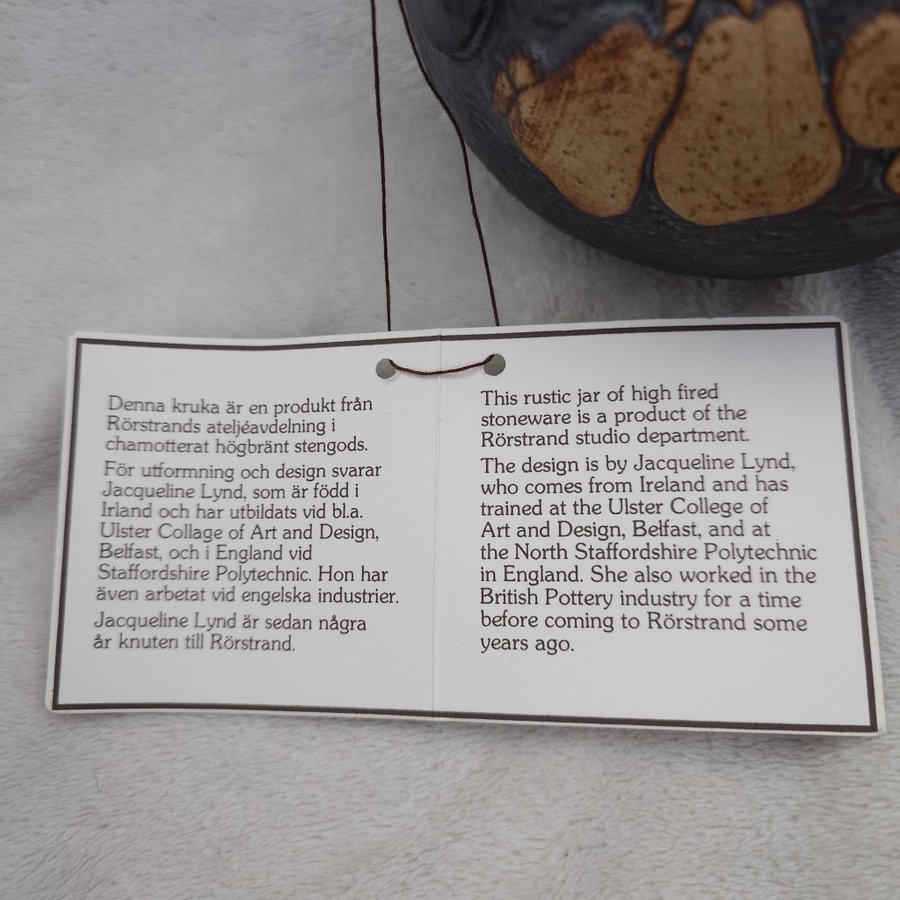 Denna kruka är en produkt från
Rörstrands ateljéavdelning i
chamotterat högbränt stengods.
För utformning och design svarar
Jacqueline Lynd, som är född i
Irland och har utbildats vid bl.a.
Ulster Collage of Art and Design,
Belfast, och i England vid
Staffordshire Polytechnic. Hon har
även arbetat vid engelska industrier.
Jacqueline Lynd är sedan några
år knuten till Rörstrand.
This rustic jar of high fired
stoneware is a product of the
Rörstrand studio department.
The design is by Jacqueline Lynd,
who comes from Ireland and has
trained at the Ulster College of
Art and Design, Belfast, and at
the North Staffordshire Polytechnic
in England. She also worked in the
British Pottery industry for a time
before coming to Rörstrand some
years ago.